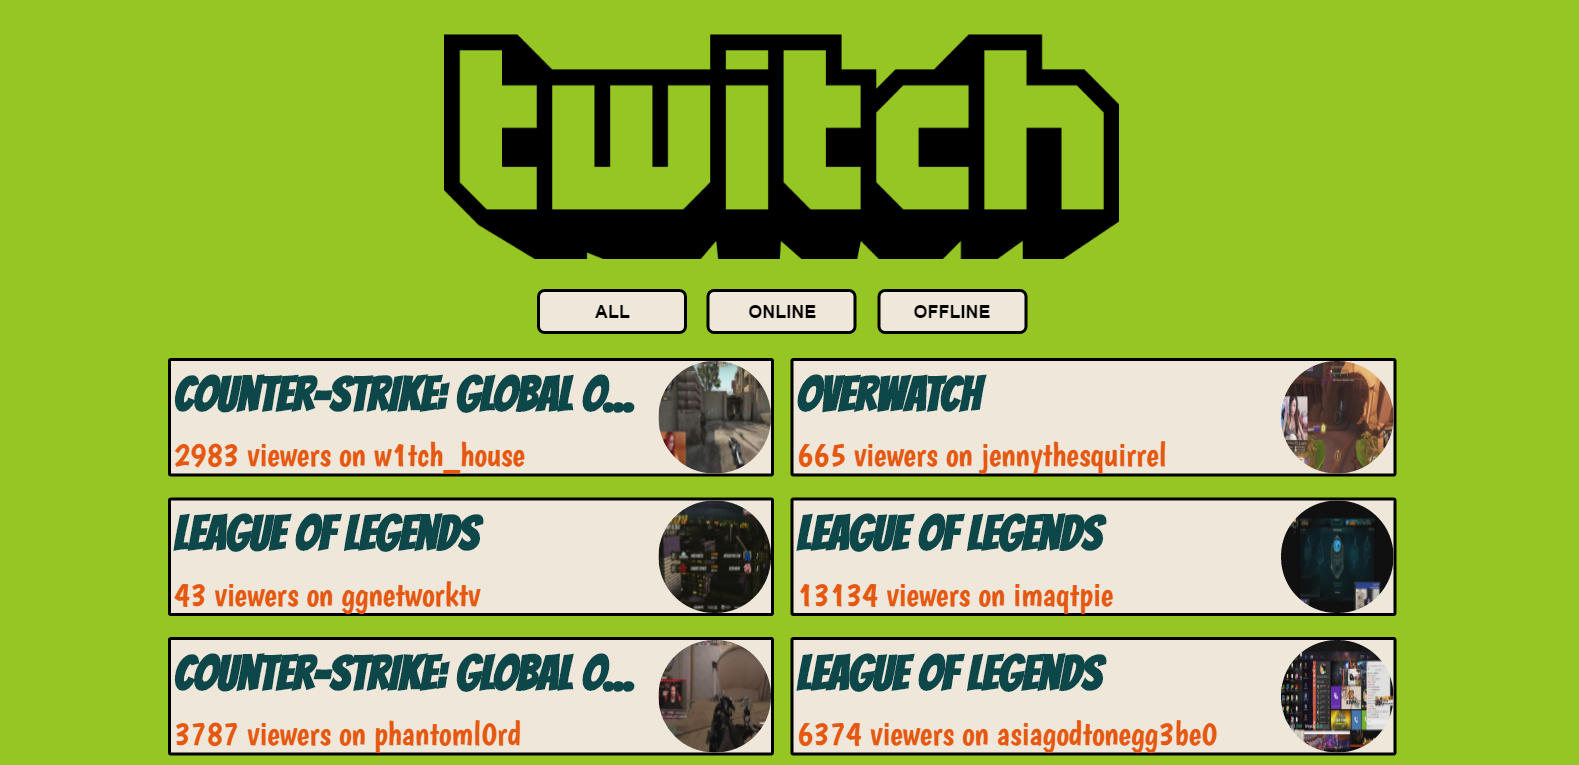 twitch
ALL
ONLINE
OFFLINE
COUNTER-STRIKE: GLOBAL O...
2983 viewers on w1tch_house
OVERWATCH
665 viewers on jennythesquirrel
LEAGUE OF LEGENDS
43 viewers on ggnetworktv
LEAGUE OF LEGENDS
13134 viewers on imaqtpie
COUNTER-STRIKE: GLOBAL O...
3787 viewers on phantoml0rd
LEAGUE OF LEGENDS
6374 viewers on asiagodtonegg3be0